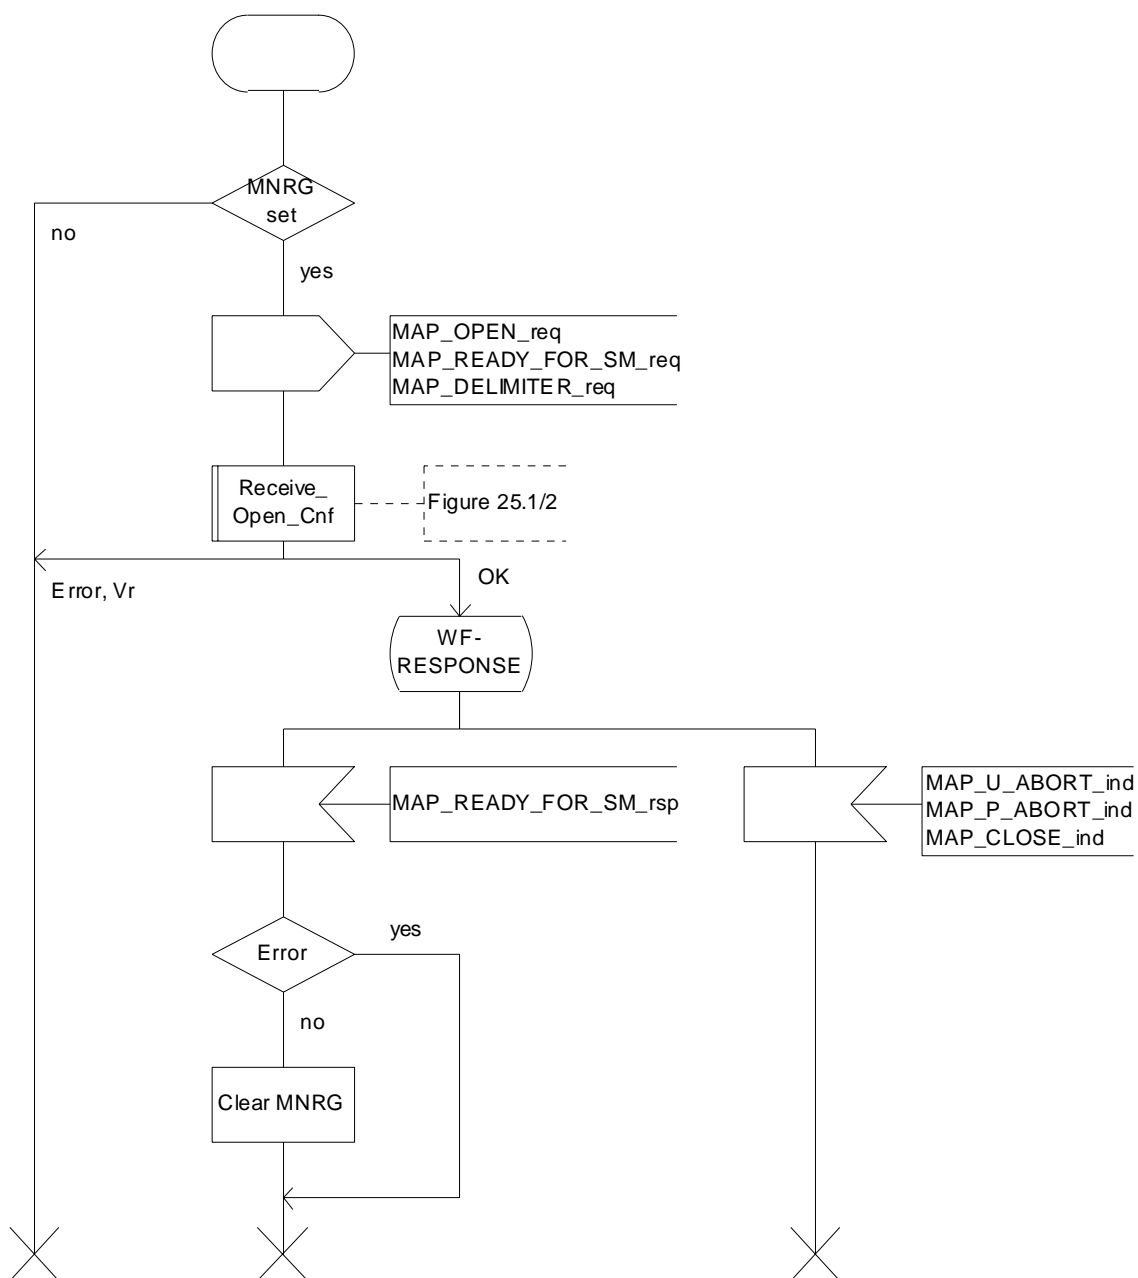 MNRG
set
no
yes
MAP_OPEN_req
MAP_READY_FOR_SM_req
MAP_DELIMITER_req
Receive_
Open_Cnf
Figure 25.1/2
Error, Vr
OK
WF-
RESPONSE
MAP_READY_FOR_SM_rsp
MAP_U_ABORT_ind
MAP_P_ABORT_ind
MAP_CLOSE_ind
Error
yes
no
Clear MNRG